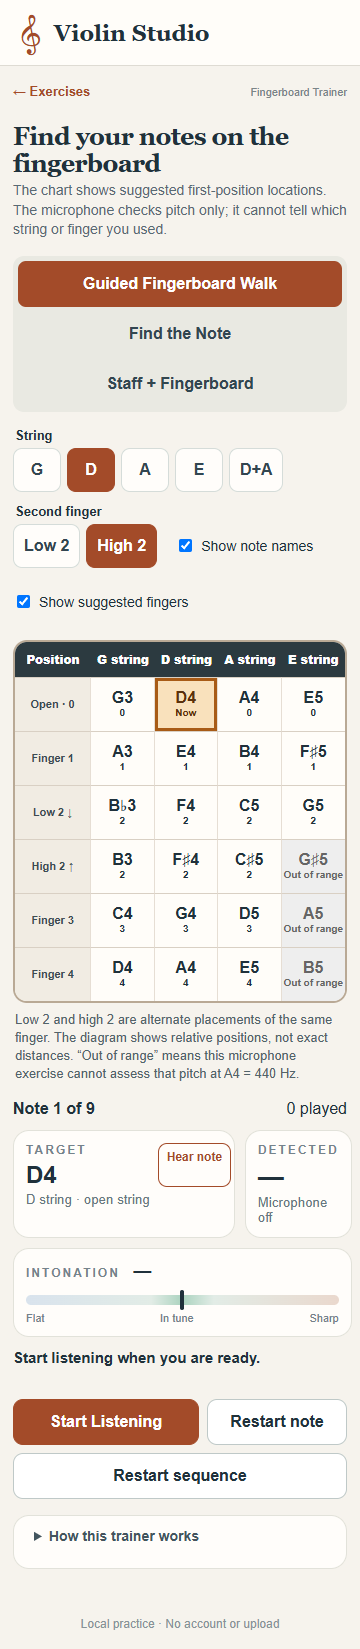 Violin Studio
← Exercises
Fingerboard Trainer
Find your notes on the
fingerboard
The chart shows suggested first-position locations.
The microphone checks pitch only; it cannot tell which
string or finger you used.
Guided Fingerboard Walk
Find the Note
Staff + Fingerboard
String
G D A E D+A
Second finger
Low 2 High 2 Show note names
Show suggested fingers
Position G string D string A string E string
Open · 0 G3 D4 A4 E5
0 Now 0 0
Finger 1 A3 E4 B4 F♯5
1 1 1 1
Low 2 ↓ B♭3 F4 C5 G5
2 2 2 2
High 2 ↑ B3 F♯4 C♯5 G♯5
2 2 2 Out of range
Finger 3 C4 G4 D5 A5
3 3 3 Out of range
Finger 4 D4 A4 E5 B5
4 4 4 Out of range
Low 2 and high 2 are alternate placements of the same
finger. The diagram shows relative positions, not exact
distances. “Out of range” means this microphone
exercise cannot assess that pitch at A4 = 440 Hz.
Note 1 of 9 0 played
TARGET
D4
D string · open string
Hear note
DETECTED
—
Microphone
off
INTONATION —
Flat In tune Sharp
Start listening when you are ready.
Start Listening Restart note
Restart sequence
▶ How this trainer works
Local practice · No account or upload